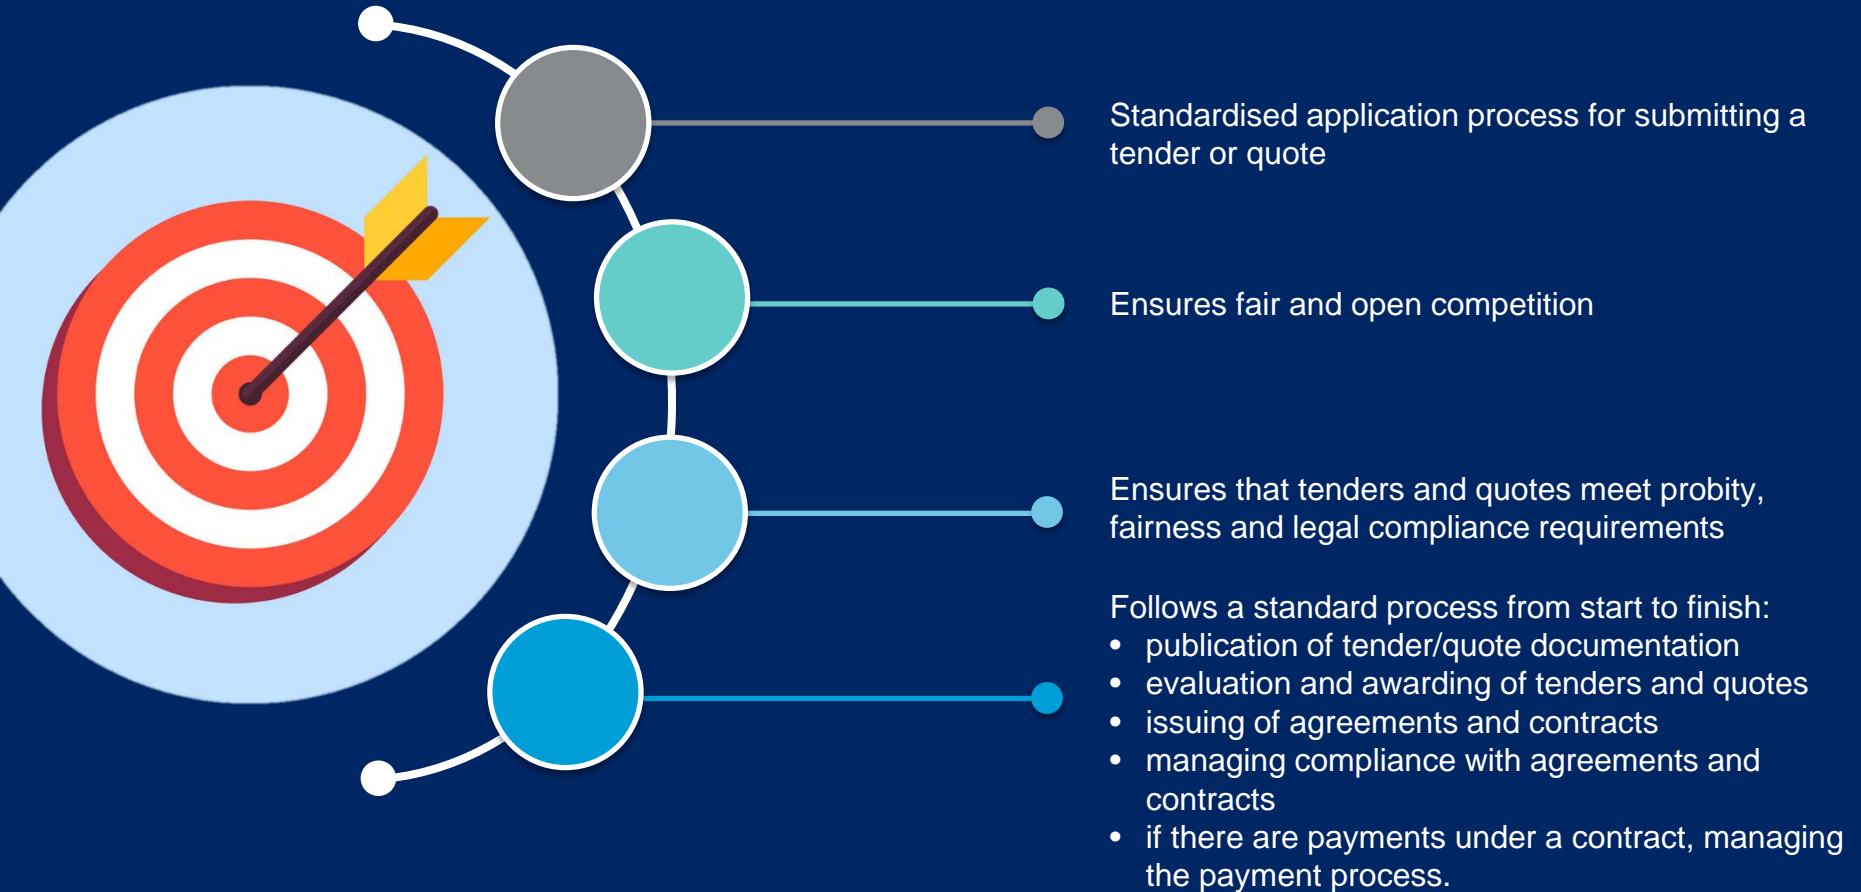 Standardised application process for submitting a
tender or quote
Ensures fair and open competition
Ensures that tenders and quotes meet probity,
fairness and legal compliance requirements
Follows a standard process from start to finish:
• publication of tender/quote documentation
• evaluation and awarding of tenders and quotes
• issuing of agreements and contracts
• managing compliance with agreements and
contracts
• if there are payments under a contract, managing
the payment process.